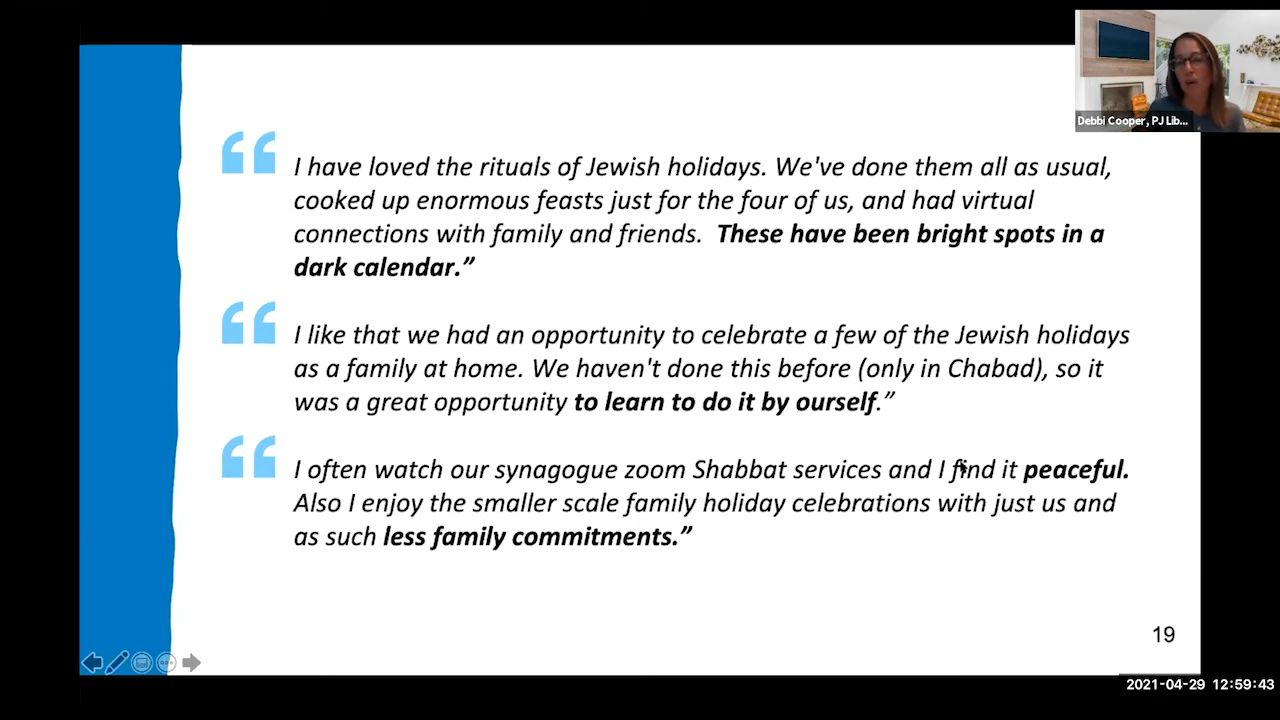 Debbi Cooper, PJ Lib...
“ I have loved the rituals of Jewish holidays. We've done them all as usual,
cooked up enormous feasts just for the four of us, and had virtual
connections with family and friends.  These have been bright spots in a
dark calendar.”
“ I like that we had an opportunity to celebrate a few of the Jewish holidays
as a family at home. We haven't done this before (only in Chabad), so it
was a great opportunity to learn to do it by ourself.”
“ I often watch our synagogue zoom Shabbat services and I find it peaceful.
Also I enjoy the smaller scale family holiday celebrations with just us and
as such less family commitments.”
19
2021-04-29 12:59:43